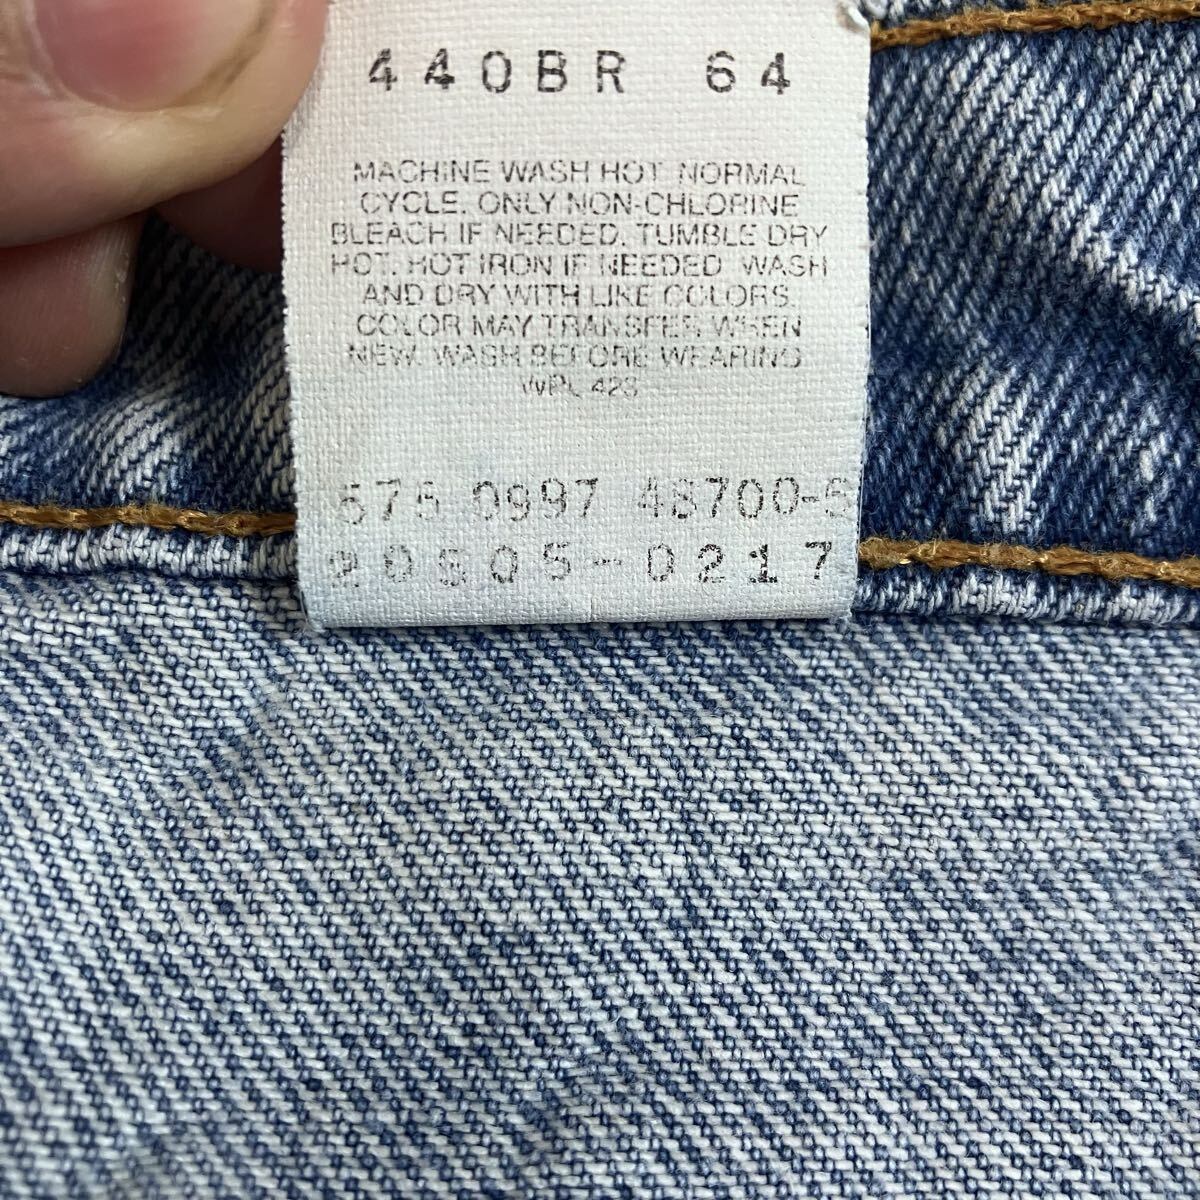 440BR 64
MACHINE WASH HOT NORMAL
CYCLE. ONLY NON-CHLORINE
BLEACH IF NEEDED. TUMBLE DRY
HOT. HOT IRON IF NEEDED WASH
AND DRY WITH LIKE COLORS.
COLOR MAY TRANSFER WHEN
NEW. WASH BEFORE WEARING
WPL 423
575 0997
20505-0217